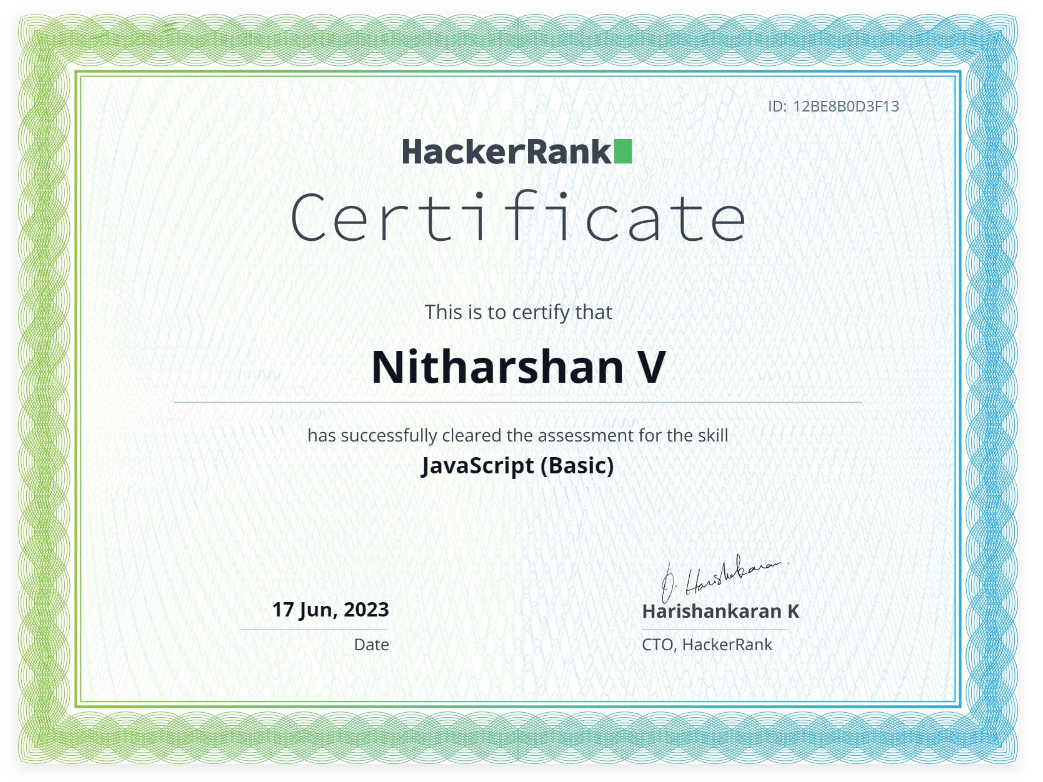 ID: 12BE8B0D3F13
HackerRank
Certificate
This is to certify that
Nitharshan V
has successfully cleared the assessment for the skill
JavaScript (Basic)
17 Jun, 2023
Date
Harishankaran K
CTO, HackerRank